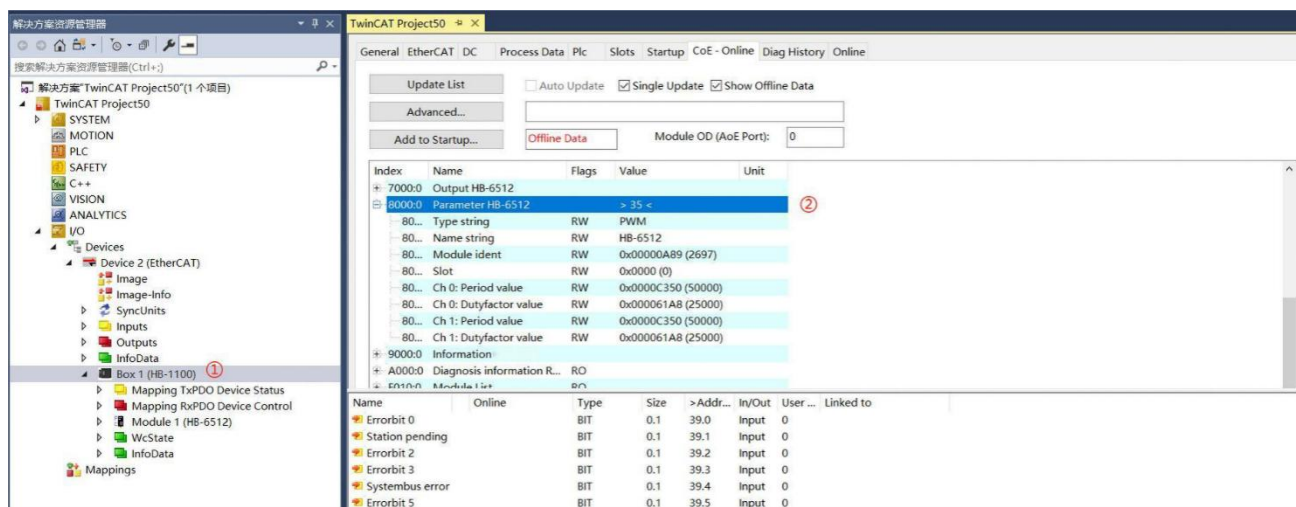 解决方案资源管理器
搜索解决方案资源管理器(Ctrl+;)
解决方案"TwinCAT Project50"(1 个项目)
TwinCAT Project50
SYSTEM
MOTION
PLC
SAFETY
C++
VISION
ANALYTICS
I/O
Devices
Device 2 (EtherCAT)
Image
Image-Info
SyncUnits
Inputs
Outputs
InfoData
Box 1 (HB-1100) ①
Mapping TxPDO Device Status
Mapping RxPDO Device Control
Module 1 (HB-6512)
WcState
InfoData
Mappings
TwinCAT Project50
General EtherCAT DC Process Data Plc Slots Startup CoE - Online Diag History Online
Update List Auto Update Single Update Show Offline Data
Advanced...
Add to Startup... Offline Data Module OD (AoE Port): 0
Index Name Flags Value Unit
7000:0 Output HB-6512
8000:0 Parameter HB-6512 > 35 < ②
80... Type string RW PWM
80... Name string RW HB-6512
80... Module ident RW 0x00000A89 (2697)
80... Slot RW 0x0000 (0)
80... Ch 0: Period value RW 0x0000C350 (50000)
80... Ch 0: Dutyfactor value RW 0x000061A8 (25000)
80... Ch 1: Period value RW 0x0000C350 (50000)
80... Ch 1: Dutyfactor value RW 0x000061A8 (25000)
9000:0 Information
A000:0 Diagnosis information R... RO
F010:0 Module List RO
Name Online Type Size >Addr... In/Out User ... Linked to
Errorbit 0 BIT 0.1 39.0 Input 0
Station pending BIT 0.1 39.1 Input 0
Errorbit 2 BIT 0.1 39.2 Input 0
Errorbit 3 BIT 0.1 39.3 Input 0
Systembus error BIT 0.1 39.4 Input 0
Errorbit 5 BIT 0.1 39.5 Input 0